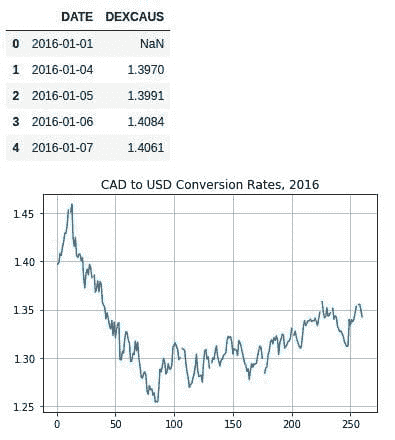 DATE DEXCAUS
0 2016-01-01 NaN
1 2016-01-04 1.3970
2 2016-01-05 1.3991
3 2016-01-06 1.4084
4 2016-01-07 1.4061
CAD to USD Conversion Rates, 2016
1.45
1.40
1.35
1.30
1.25
0 50 100 150 200 250